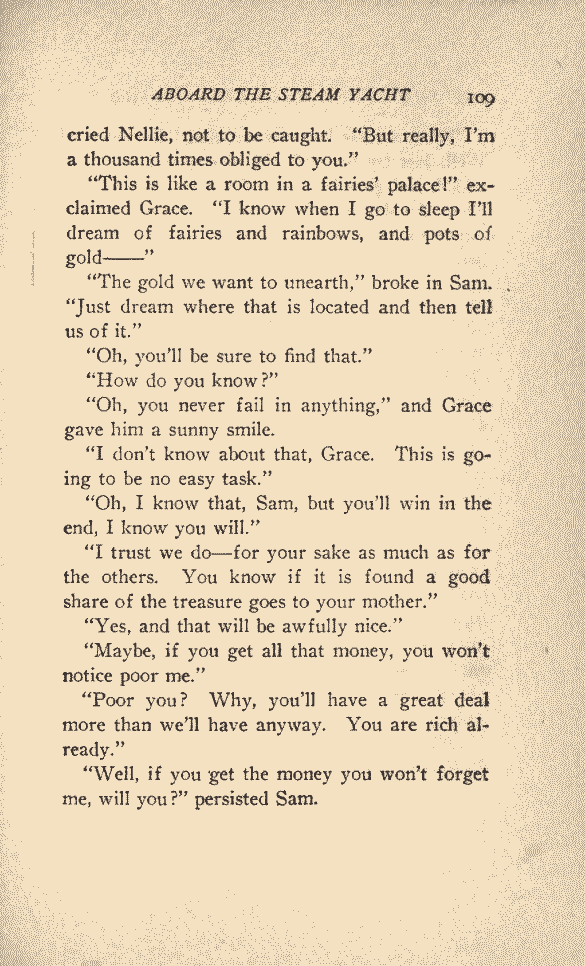 ABOARD THE STEAM YACHT 109
cried Nellie, not to be caught. “But really, I’m
a thousand times obliged to you.”
“This is like a room in a fairies’ palace!” ex-
claimed Grace. “I know when I go to sleep I’ll
dream of fairies and rainbows, and pots of
gold——”
“The gold we want to unearth,” broke in Sam.
“Just dream where that is located and then tell
us of it.”
“Oh, you’ll be sure to find that.”
“How do you know?”
“Oh, you never fail in anything,” and Grace
gave him a sunny smile.
“I don’t know about that, Grace. This is go-
ing to be no easy task.”
“Oh, I know that, Sam, but you’ll win in the
end, I know you will.”
“I trust we do—for your sake as much as for
the others. You know if it is found a good
share of the treasure goes to your mother.”
“Yes, and that will be awfully nice.”
“Maybe, if you get all that money, you won’t
notice poor me.”
“Poor you? Why, you’ll have a great deal
more than we’ll have anyway. You are rich al-
ready.”
“Well, if you get the money you won’t forget
me, will you?” persisted Sam.